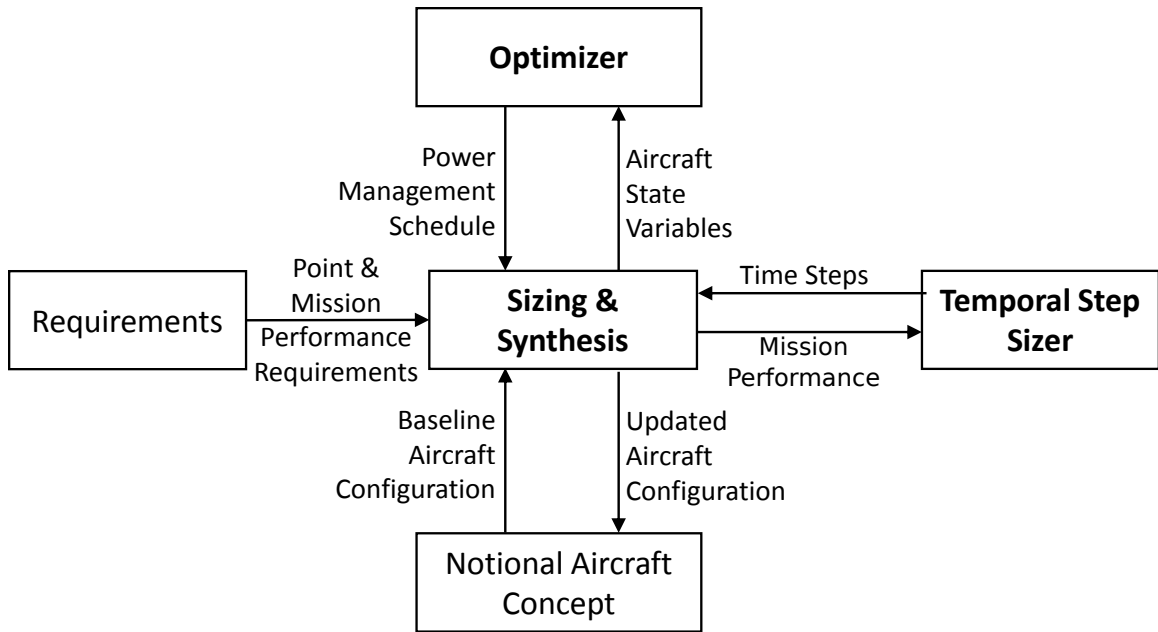 Optimizer
Power
Management
Schedule
Aircraft
State
Variables
Requirements
Point &
Mission
Performance
Requirements
Sizing &
Synthesis
Time Steps
Mission
Performance
Temporal Step
Sizer
Baseline
Aircraft
Configuration
Updated
Aircraft
Configuration
Notional Aircraft
Concept